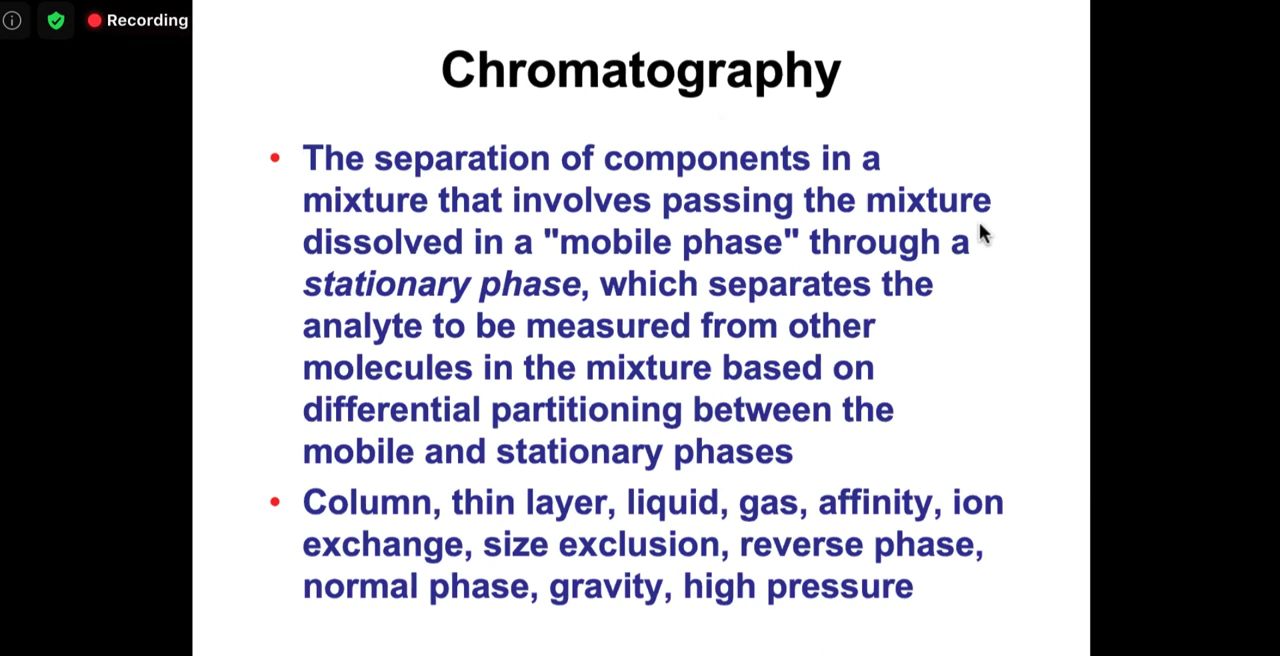 Recording
Chromatography
• The separation of components in a
mixture that involves passing the mixture
dissolved in a "mobile phase" through a
stationary phase, which separates the
analyte to be measured from other
molecules in the mixture based on
differential partitioning between the
mobile and stationary phases
• Column, thin layer, liquid, gas, affinity, ion
exchange, size exclusion, reverse phase,
normal phase, gravity, high pressure